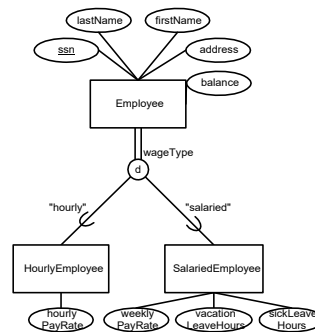 lastName
firstName
ssn
address
balance
Employee
wageType
d
"hourly"
"salaried"
HourlyEmployee
SalariedEmployee
hourly
PayRate
weekly
PayRate
vacation
LeaveHours
sickLeave
Hours